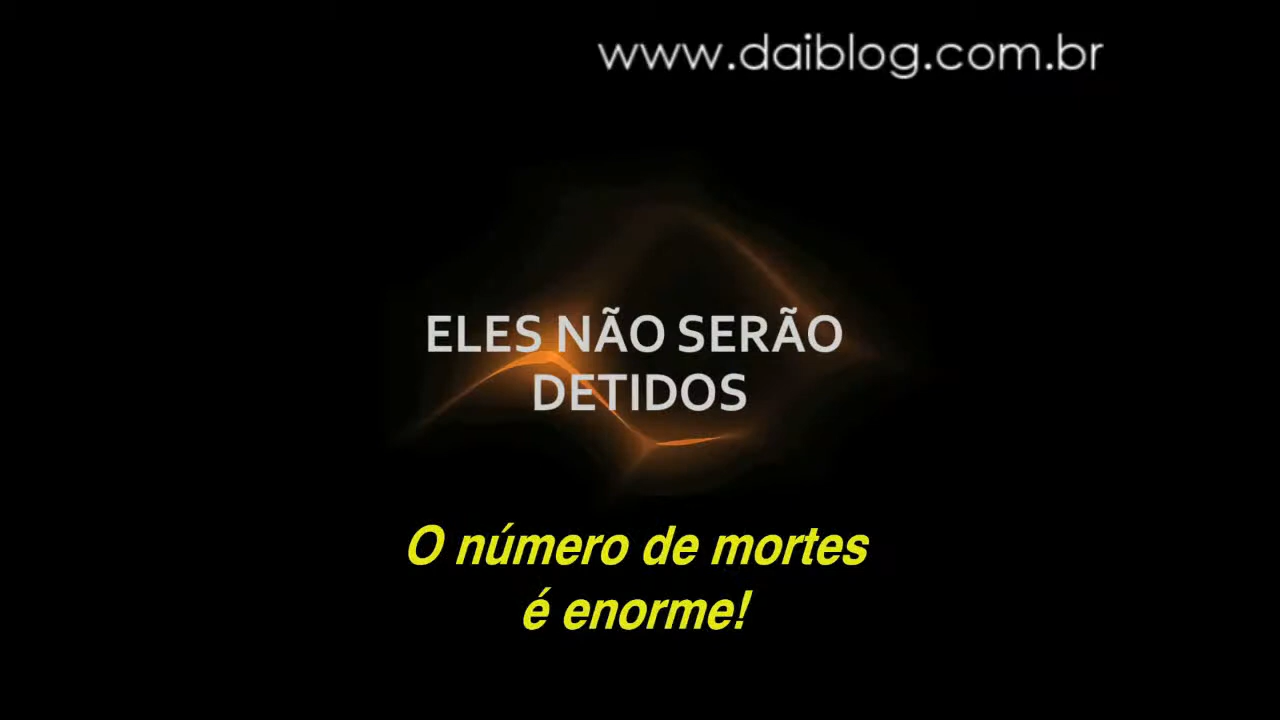 www.daiblog.com.br
ELES NÃO SERÃO
DETIDOS
O número de mortes
é enorme!